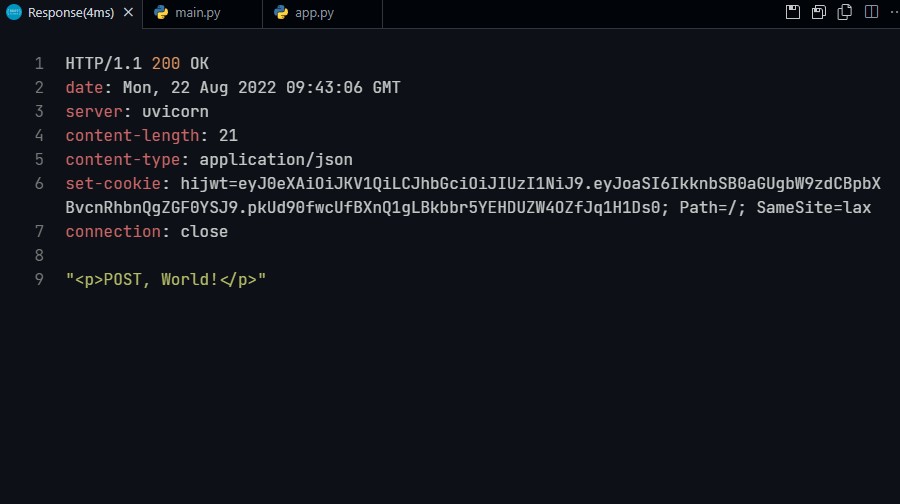 Response(4ms) main.py app.py
1 HTTP/1.1 200 OK
2 date: Mon, 22 Aug 2022 09:43:06 GMT
3 server: uvicorn
4 content-length: 21
5 content-type: application/json
6 set-cookie: hijwt=eyJ0eXAiOiJKV1QiLCJhbGciOiJIUzI1NiJ9.eyJoaSI6IkknbSB0aGUgbW9zdCBpbX
BvcnRhbnQgZGF0YSJ9.pkUd90fwcUfBXnQ1gLBkbbr5YEHDUZW4OZfJq1H1Ds0; Path=/; SameSite=lax
7 connection: close
8
9 "<p>POST, World!</p>"